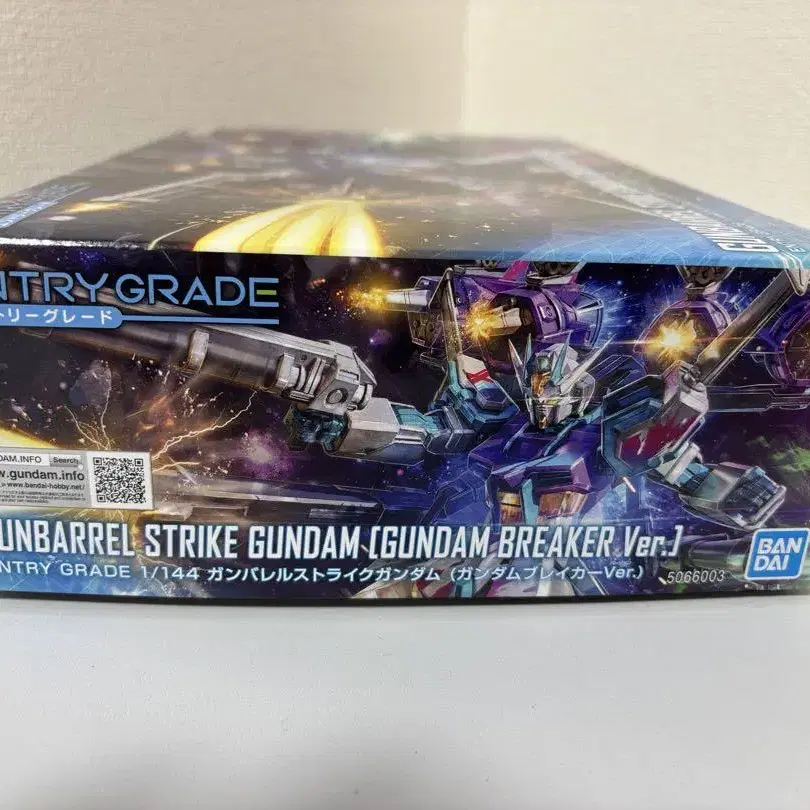 NTRY GRADE
トリーグレード
DAM.INFO Search
w.gundam.info
www.bandai-hobby.net
UNBARREL STRIKE GUNDAM [GUNDAM BREAKER Ver.]
NTRY GRADE 1/144 ガンバレルストライクガンダム (ガンダムブレイカーVer.)
5066003
BAN
DAI